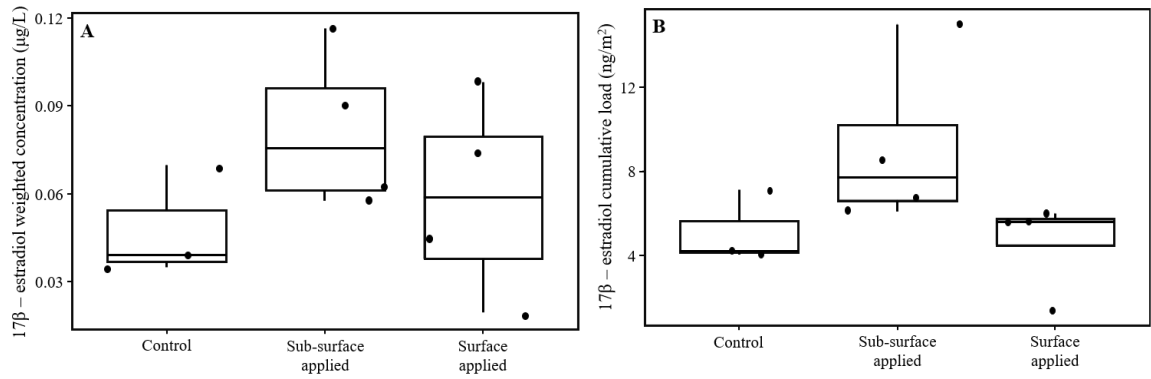 A
17β – estradiol weighted concentration (μg/L)
0.12
0.09
0.06
0.03
Control
Sub-surface
applied
Surface
applied
B
17β – estradiol cumulative load (ng/m²)
12
8
4
Control
Sub-surface
applied
Surface
applied